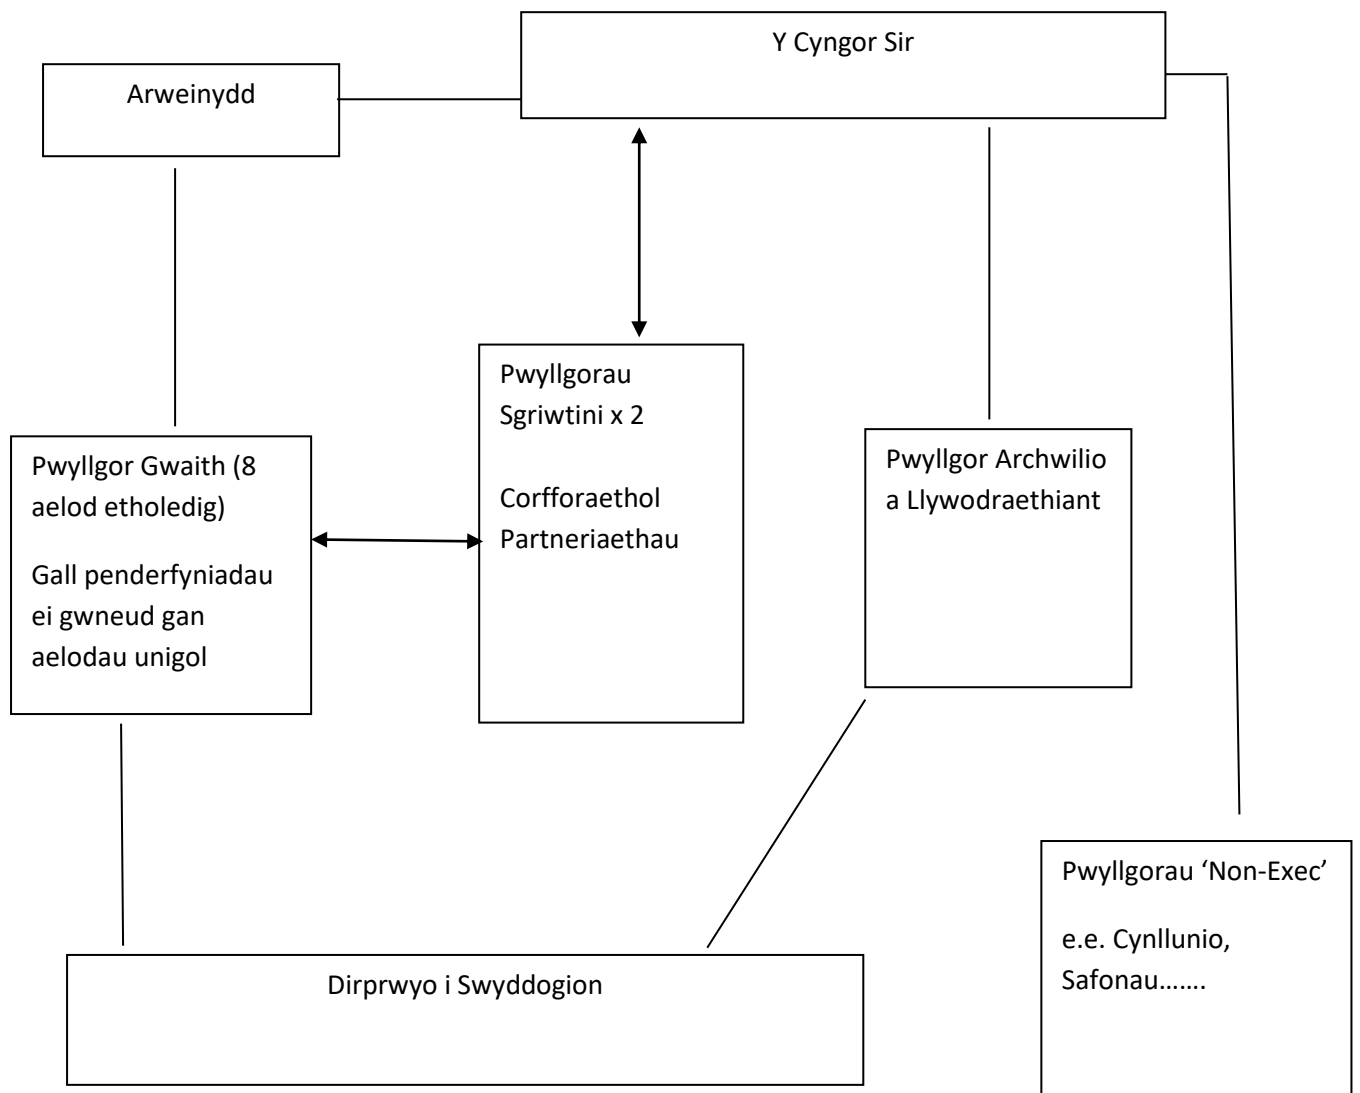 Y Cyngor Sir
Arweinydd
Pwyllgor Gwaith (8
aelod etholedig)
Gall penderfyniadau
ei gwneud gan
aelodau unigol
Pwyllgorau
Sgriwtini x 2
Corfforaethol
Partneriaethau
Pwyllgor Archwilio
a Llywodraethiant
Pwyllgorau ‘Non-Exec’
e.e. Cynllunio,
Safonau…….
Dirprwyo i Swyddogion